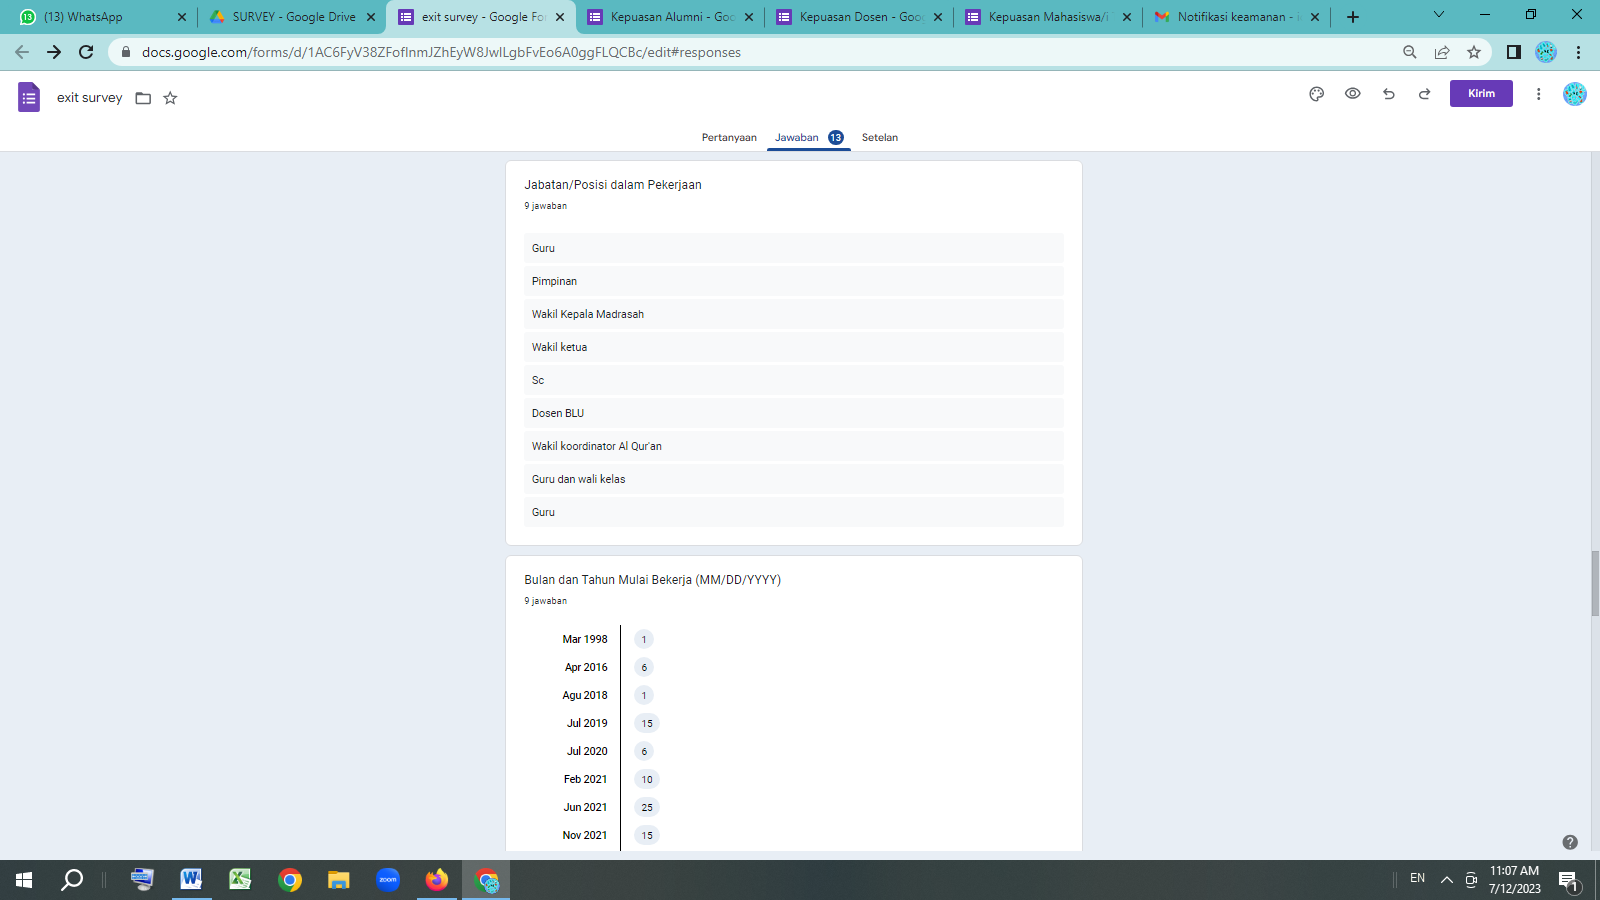 (13) WhatsApp
SURVEY - Google Drive
exit survey - Google Fo
Kepuasan Alumni - Goo
Kepuasan Dosen - Goog
Kepuasan Mahasiswa/i
Notifikasi keamanan - i
docs.google.com/forms/d/1AC6FyV38ZFofInmJZhEyW8JwILgbFvEo6A0ggFLQCBc/edit#responses
exit survey
Kirim
Pertanyaan
Jawaban 13
Setelan
Jabatan/Posisi dalam Pekerjaan
9 jawaban
Guru
Pimpinan
Wakil Kepala Madrasah
Wakil ketua
Sc
Dosen BLU
Wakil koordinator Al Qur'an
Guru dan wali kelas
Guru
Bulan dan Tahun Mulai Bekerja (MM/DD/YYYY)
9 jawaban
Mar 1998 1
Apr 2016 6
Agu 2018 1
Jul 2019 15
Jul 2020 6
Feb 2021 10
Jun 2021 25
Nov 2021 15
zoom
EN
11:07 AM
7/12/2023
1